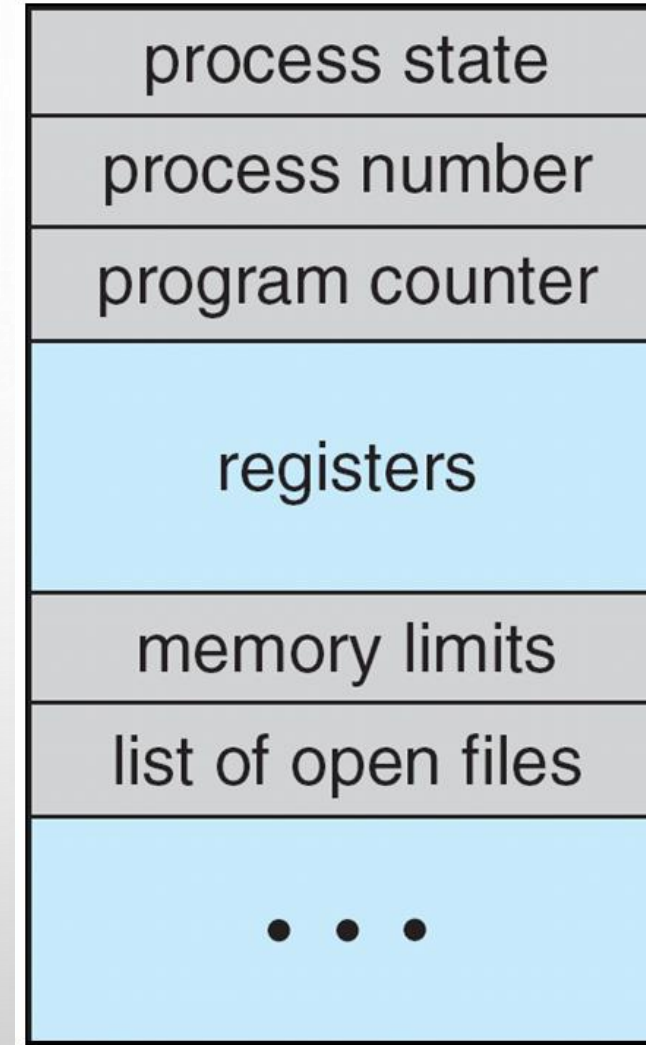 process state
process number
program counter
registers
memory limits
list of open files
• • •